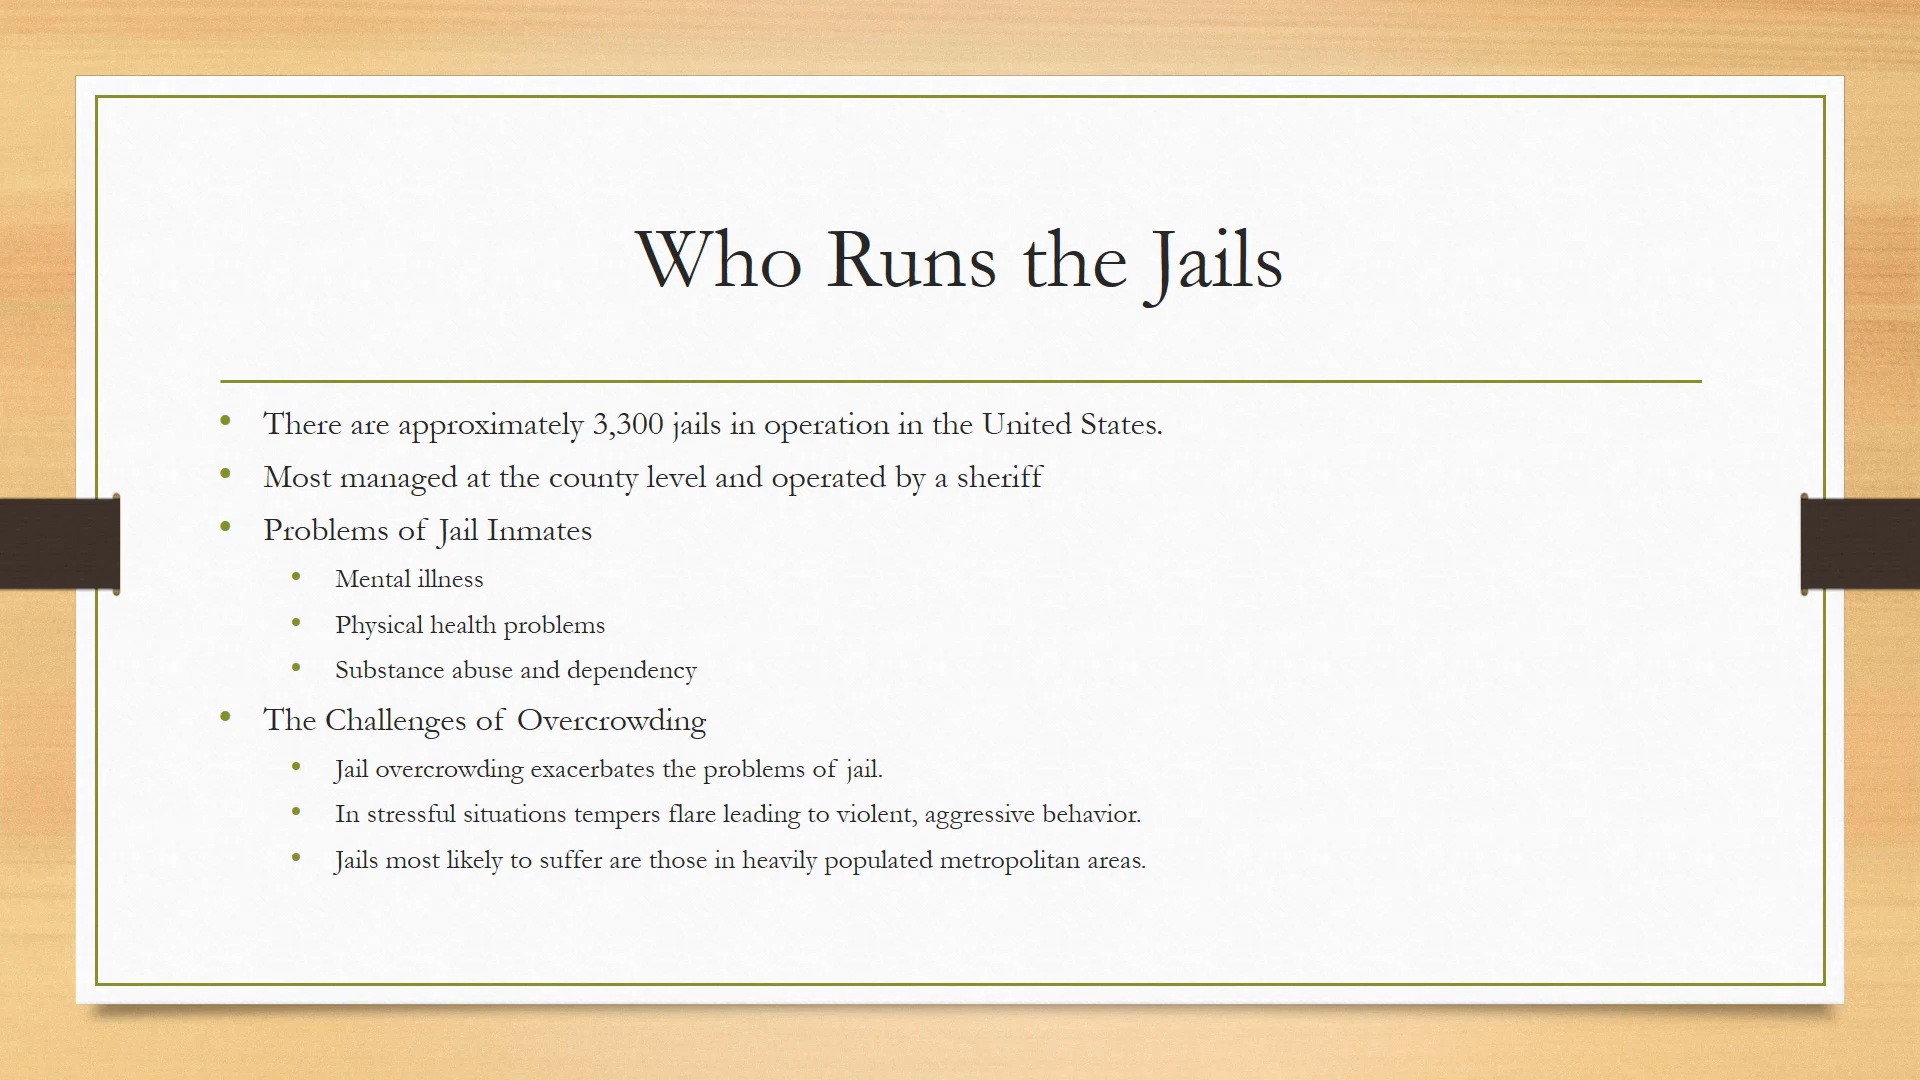 Who Runs the Jails
There are approximately 3,300 jails in operation in the United States.
Most managed at the county level and operated by a sheriff
Problems of Jail Inmates
Mental illness
Physical health problems
Substance abuse and dependency
The Challenges of Overcrowding
Jail overcrowding exacerbates the problems of jail.
In stressful situations tempers flare leading to violent, aggressive behavior.
Jails most likely to suffer are those in heavily populated metropolitan areas.